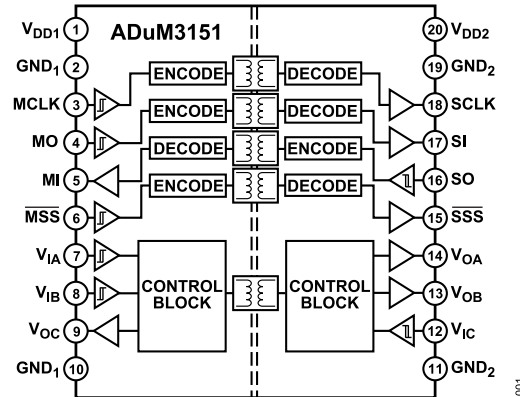 ADuM3151
VDD1 1
20 VDD2
GND1 2
19 GND2
MCLK 3
ENCODE
DECODE
18 SCLK
MO 4
ENCODE
DECODE
17 SI
MI 5
DECODE
ENCODE
16 SO
MSS 6
ENCODE
DECODE
15 SSS
VIA 7
14 VOA
VIB 8
CONTROL
BLOCK
CONTROL
BLOCK
13 VOB
VOC 9
12 VIC
GND1 10
11 GND2
001